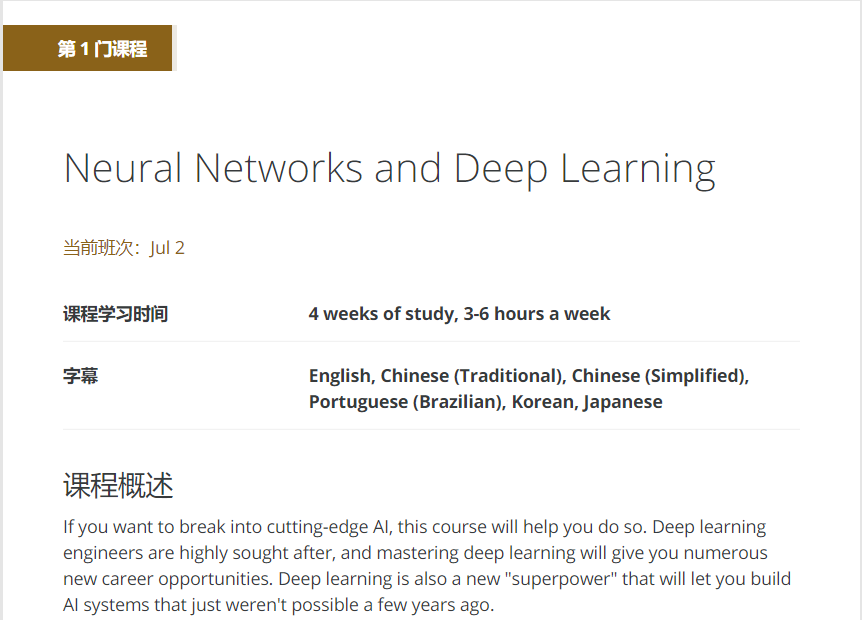 第 1 门课程
Neural Networks and Deep Learning
当前班次：Jul 2
课程学习时间
4 weeks of study, 3-6 hours a week
字幕
English, Chinese (Traditional), Chinese (Simplified),
Portuguese (Brazilian), Korean, Japanese
课程概述
If you want to break into cutting-edge AI, this course will help you do so. Deep learning
engineers are highly sought after, and mastering deep learning will give you numerous
new career opportunities. Deep learning is also a new "superpower" that will let you build
AI systems that just weren't possible a few years ago.